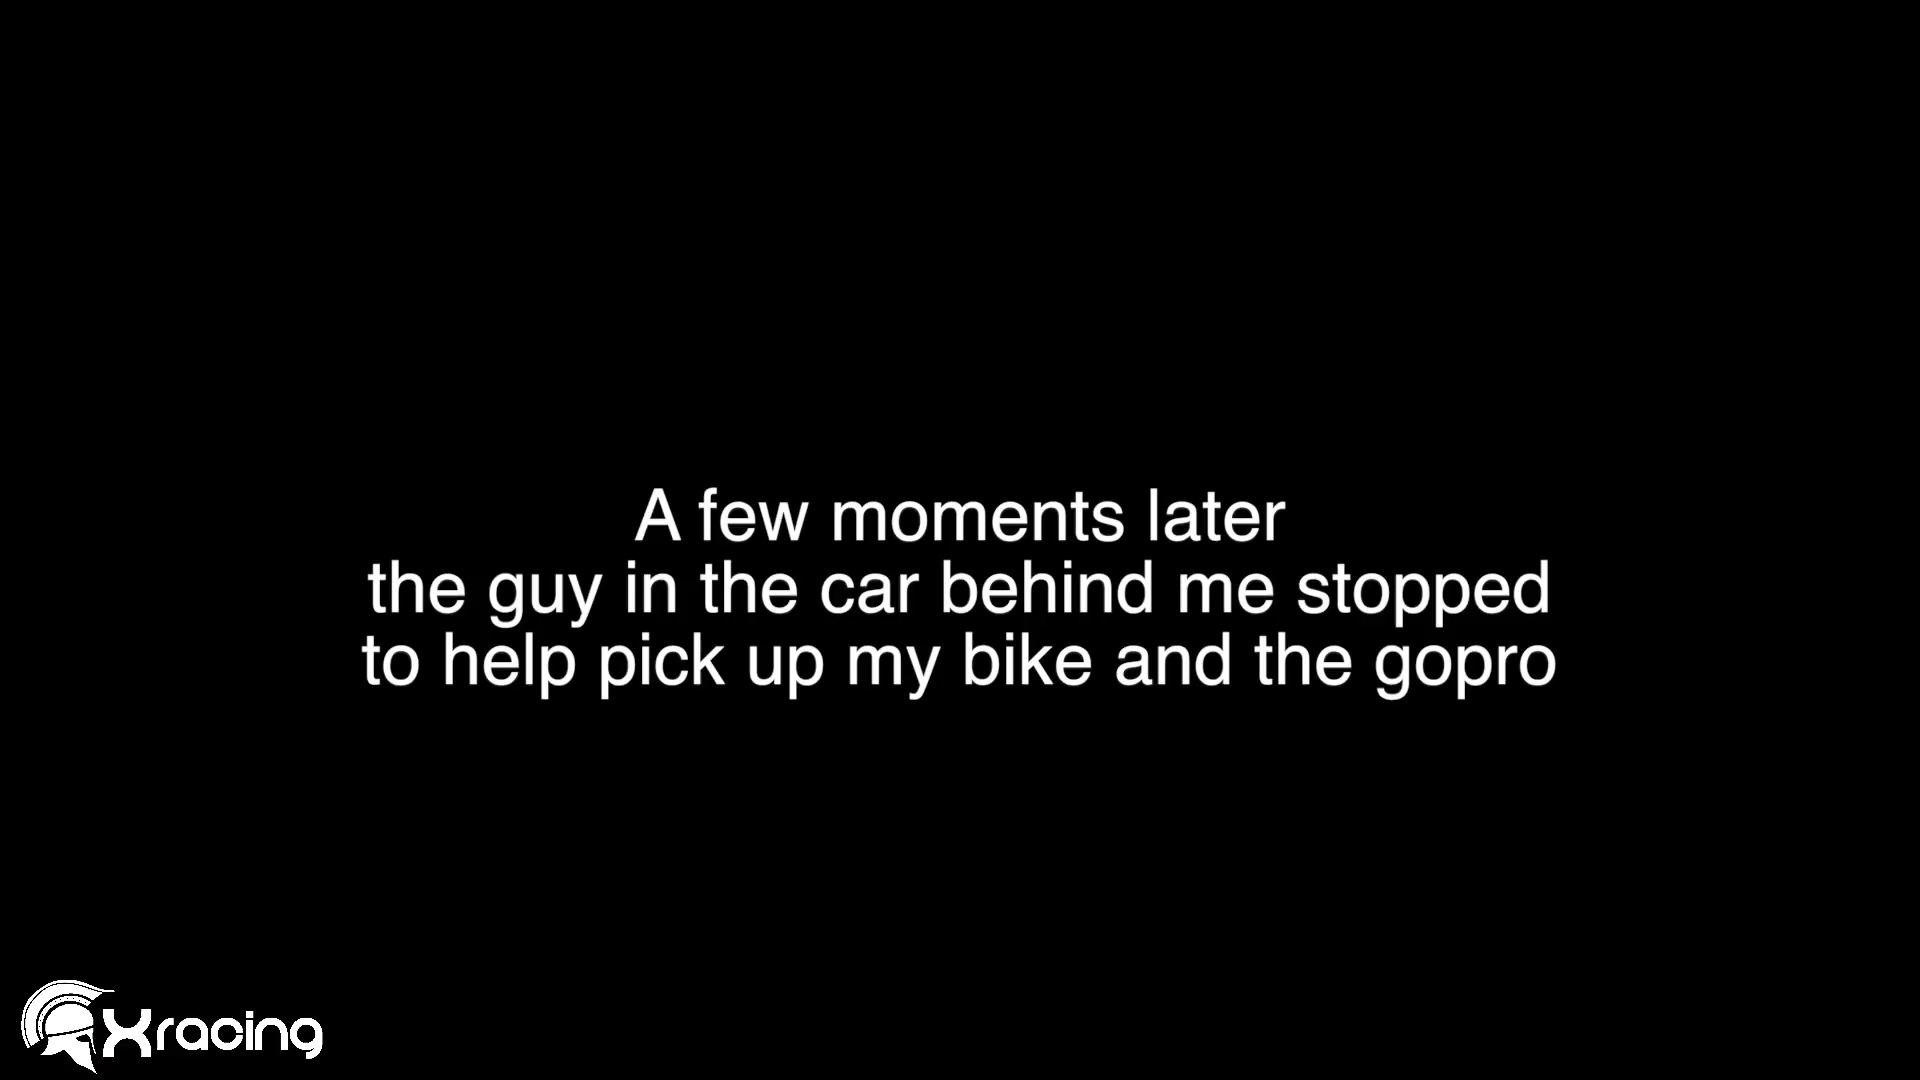 A few moments later
the guy in the car behind me stopped
to help pick up my bike and the gopro
Xracing